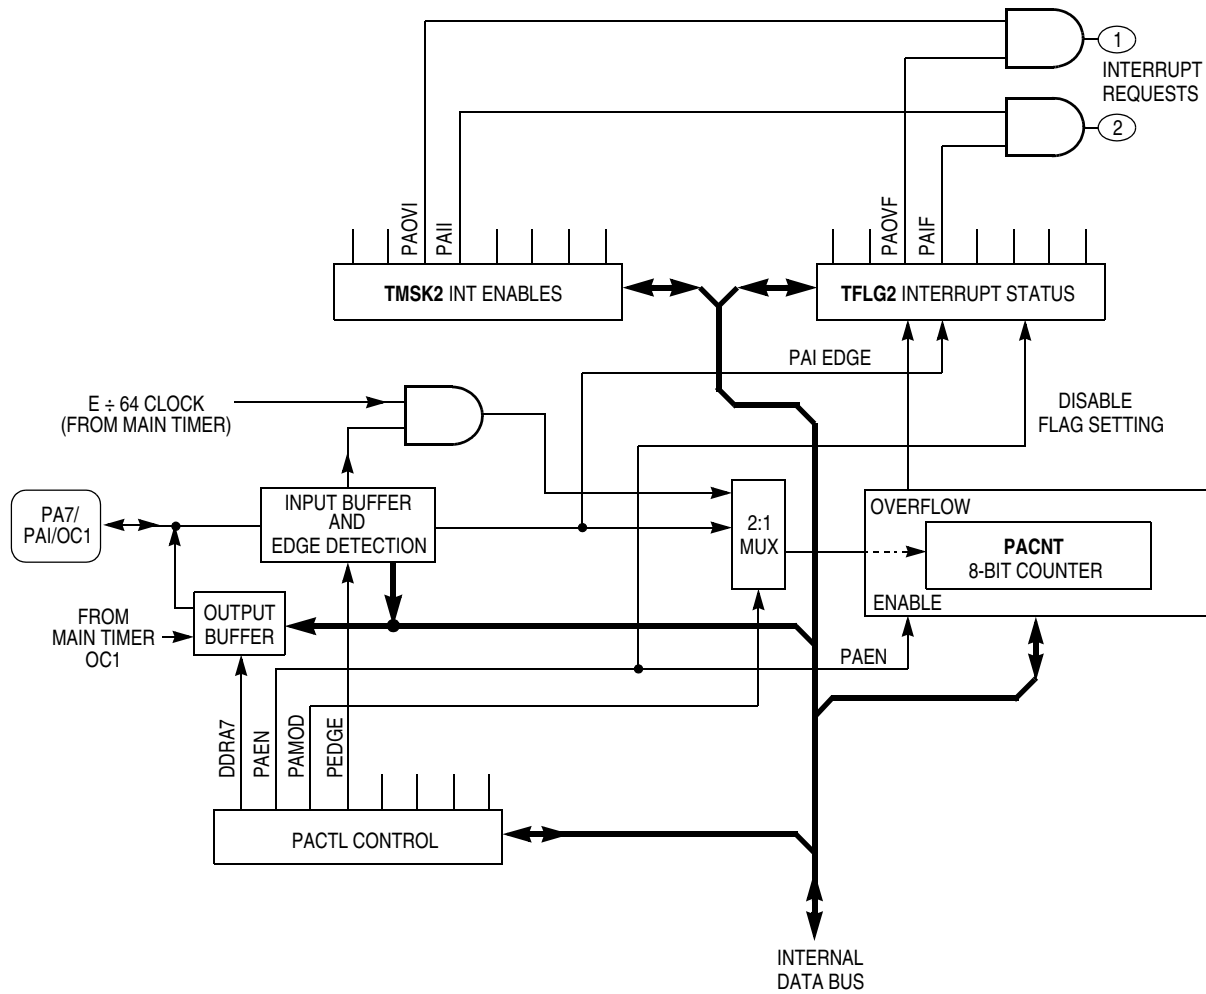 1
INTERRUPT
REQUESTS
2
PAOVI
PAII
PAOVF
PAIF
TMSK2 INT ENABLES
TFLG2 INTERRUPT STATUS
PAI EDGE
E ÷ 64 CLOCK
(FROM MAIN TIMER)
DISABLE
FLAG SETTING
PA7/
PAI/OC1
INPUT BUFFER
AND
EDGE DETECTION
2:1
MUX
OVERFLOW
PACNT
8-BIT COUNTER
ENABLE
FROM
MAIN TIMER
OC1
OUTPUT
BUFFER
PAEN
DDRA7
PAEN
PAMOD
PEDGE
PACTL CONTROL
INTERNAL
DATA BUS